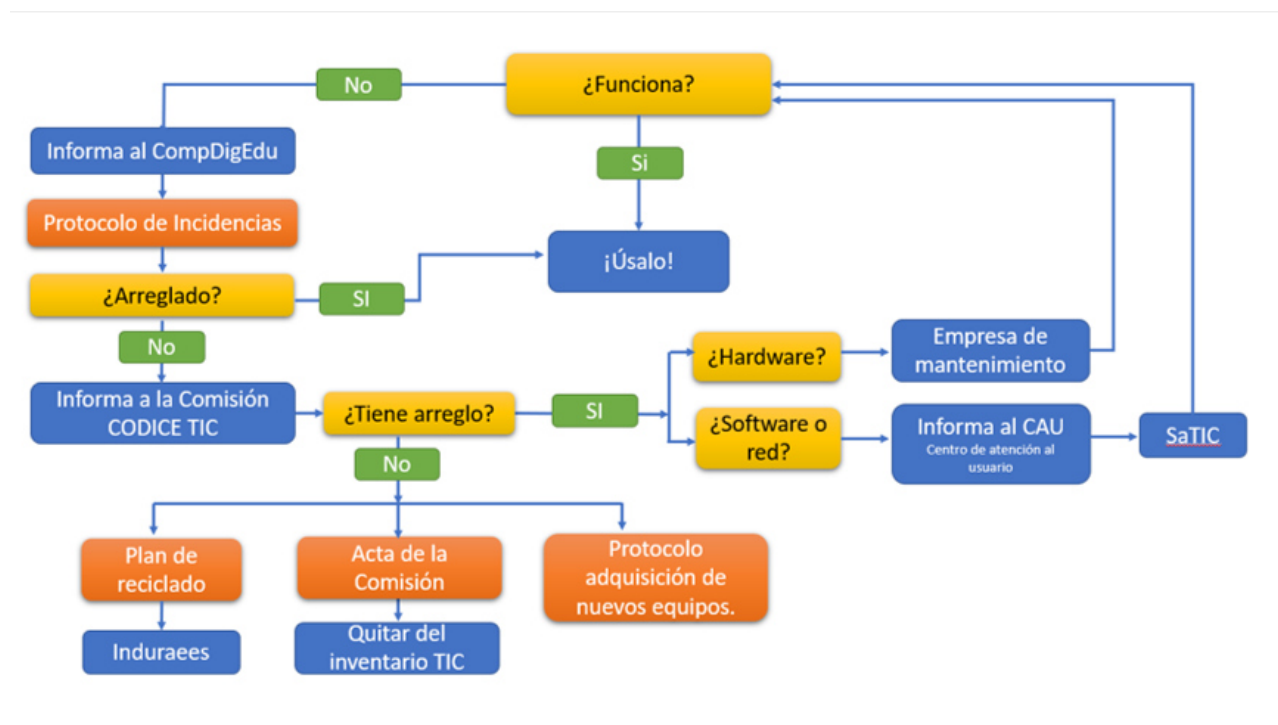 No
¿Funciona?
Informa al CompDigEdu
Si
Protocolo de Incidencias
¡Úsalo!
¿Arreglado?
SI
No
¿Hardware?
Empresa de
mantenimiento
Informa a la Comisión
CODICE TIC
¿Tiene arreglo?
SI
¿Software o
red?
Informa al CAU
Centro de atención al
usuario
SaTIC
No
Plan de
reciclado
Acta de la
Comisión
Protocolo
adquisición de
nuevos equipos.
Induraees
Quitar del
inventario TIC